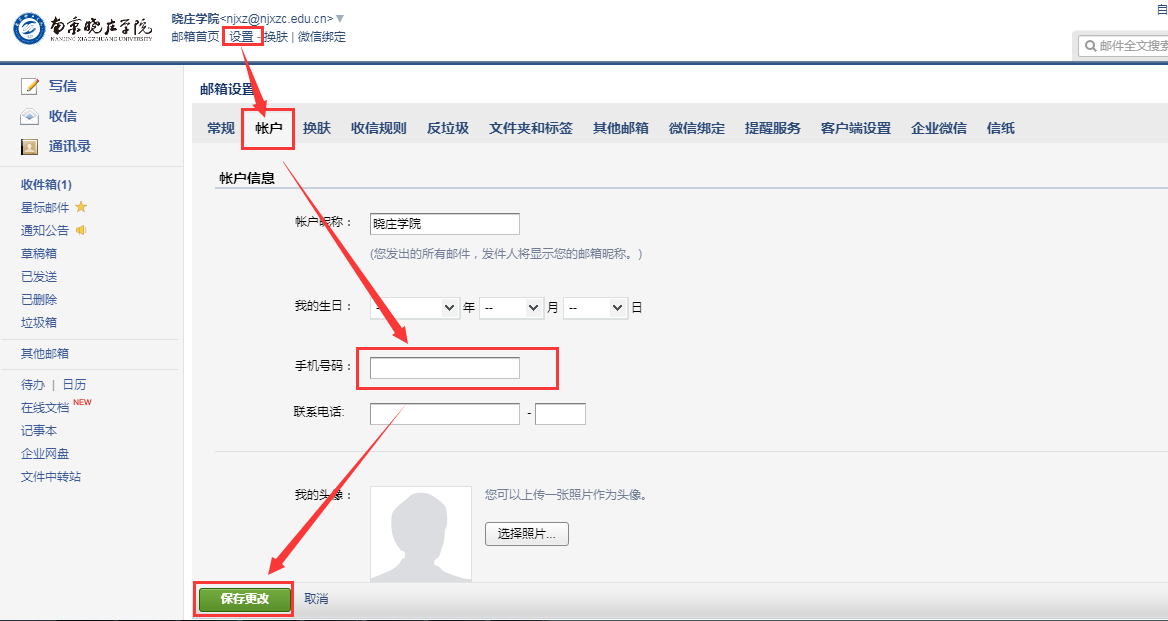 南京晓庄学院
NANJING XIAOZHUANG UNIVERSITY
晓庄学院<njxz@njxzc.edu.cn>
自
邮箱首页 设置 - 换肤 | 微信绑定
邮件全文搜索
写信
收信
通讯录
收件箱(1)
星标邮件
通知公告
草稿箱
已发送
已删除
垃圾箱
其他邮箱
待办 | 日历
在线文档 NEW
记事本
企业网盘
文件中转站
邮箱设置
常规 帐户 换肤 收信规则 反垃圾 文件夹和标签 其他邮箱 微信绑定 提醒服务 客户端设置 企业微信 信纸
帐户信息
帐户昵称： 晓庄学院
(您发出的所有邮件，发件人将显示您的邮箱昵称。)
我的生日： -- 年 -- 月 -- 日
手机号码：
联系电话: -
我的头像： 您可以上传一张照片作为头像。
选择照片...
保存更改 取消